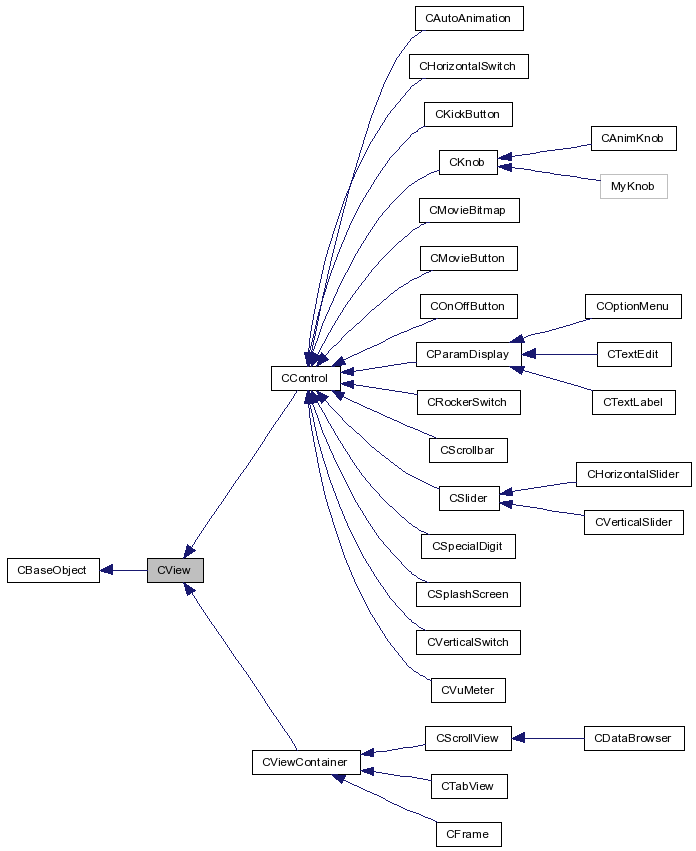 CAutoAnimation
CHorizontalSwitch
CKickButton
CAnimKnob
CKnob
MyKnob
CMovieBitmap
CMovieButton
COnOffButton
COptionMenu
CParamDisplay
CTextEdit
CControl
CRockerSwitch
CTextLabel
CScrollbar
CHorizontalSlider
CSlider
CVerticalSlider
CSpecialDigit
CBaseObject
CView
CSplashScreen
CVerticalSwitch
CVuMeter
CScrollView
CDataBrowser
CViewContainer
CTabView
CFrame